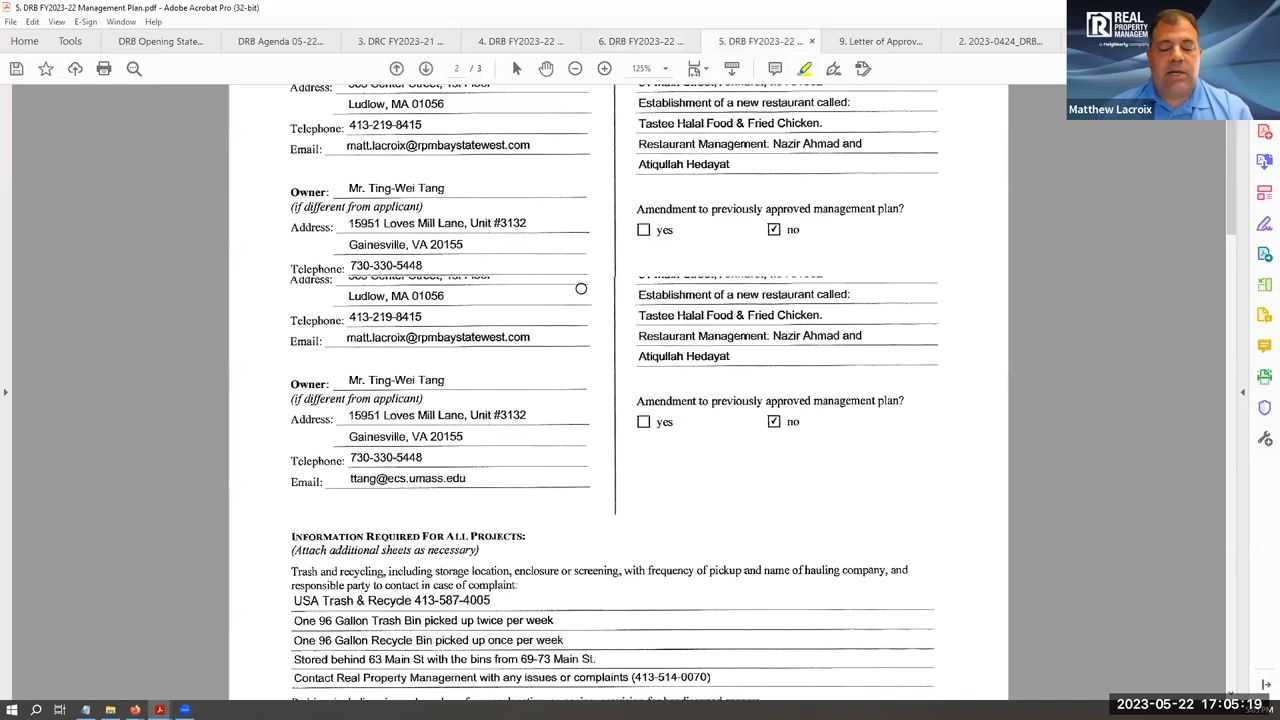 5. DRB FY2023-22 Management Plan.pdf - Adobe Acrobat Pro (32-bit)
File Edit View E-Sign Window Help
Home Tools DRB Opening State... DRB Agenda 05-22... 4. DRB FY2023-22 ... 6. DRB FY2023-22 ... 5. DRB FY2023-22 ... × 2. 2023-0424_DRB...
2 / 3 125%
REAL PROPERTY MANAGEM
a neighborly company
Matthew Lacroix
Address:
Ludlow, MA 01056
Telephone: 413-219-8415
Email: matt.lacroix@rpmbaystatewest.com
Owner: Mr. Ting-Wei Tang
(if different from applicant)
Address: 15951 Loves Mill Lane, Unit #3132
Gainesville, VA 20155
Telephone: 730-330-5448
Establishment of a new restaurant called:
Tastee Halal Food & Fried Chicken.
Restaurant Management: Nazir Ahmad and
Atiqullah Hedayat
Amendment to previously approved management plan?
yes no
Address:
Ludlow, MA 01056
Telephone: 413-219-8415
Email: matt.lacroix@rpmbaystatewest.com
Owner: Mr. Ting-Wei Tang
(if different from applicant)
Address: 15951 Loves Mill Lane, Unit #3132
Gainesville, VA 20155
Telephone: 730-330-5448
Email: ttang@ecs.umass.edu
Establishment of a new restaurant called:
Tastee Halal Food & Fried Chicken.
Restaurant Management: Nazir Ahmad and
Atiqullah Hedayat
Amendment to previously approved management plan?
yes no
INFORMATION REQUIRED FOR ALL PROJECTS:
(Attach additional sheets as necessary)
Trash and recycling, including storage location, enclosure or screening, with frequency of pickup and name of hauling company, and
responsible party to contact in case of complaint:
USA Trash & Recycle 413-587-4005
One 96 Gallon Trash Bin picked up twice per week
One 96 Gallon Recycle Bin picked up once per week
Stored behind 63 Main St with the bins from 69-73 Main St.
Contact Real Property Management with any issues or complaints (413-514-0070)
2023-05-22 17:05:19